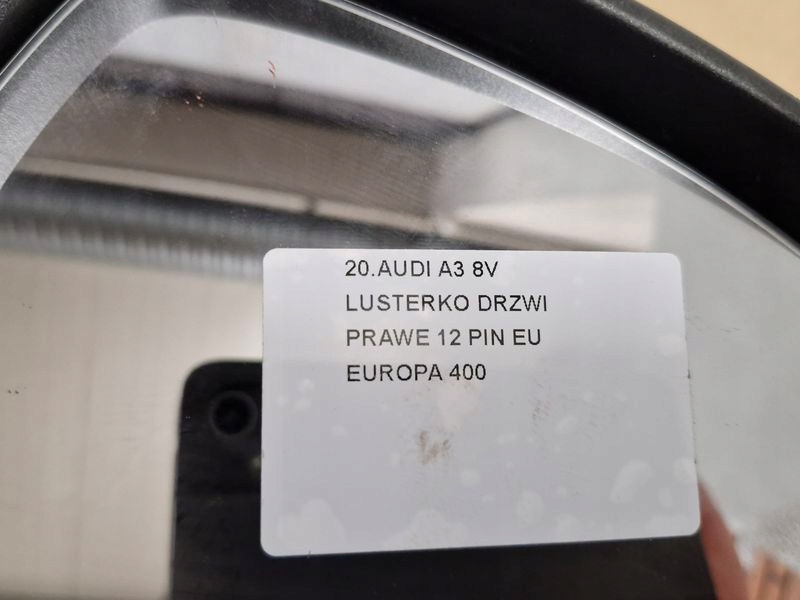 20.AUDI A3 8V
LUSTERKO DRZWI
PRAWE 12 PIN EU
EUROPA 400